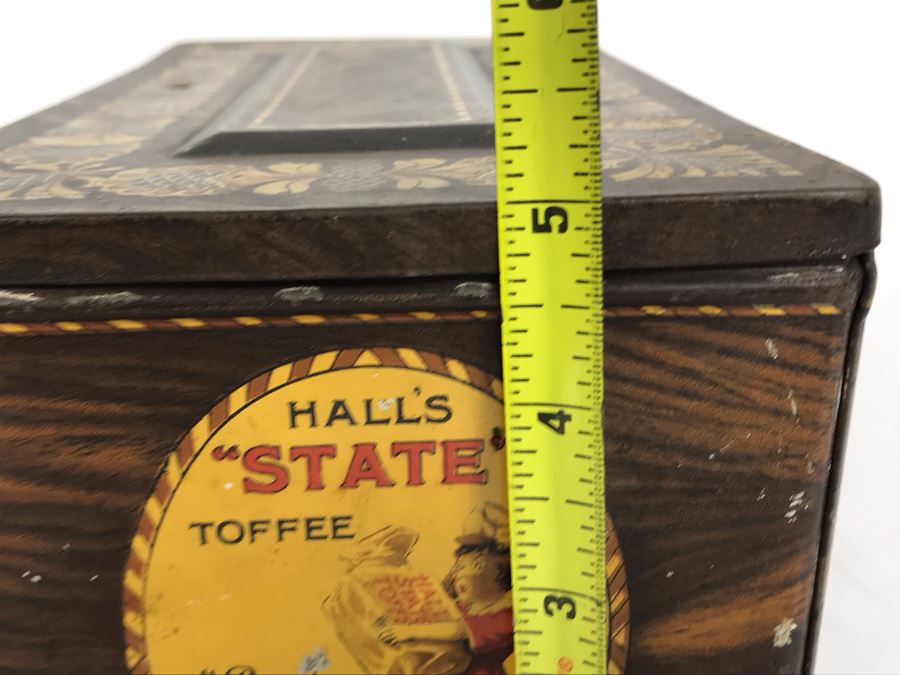 5
4
3
HALL'S
"STATE"
TOFFEE